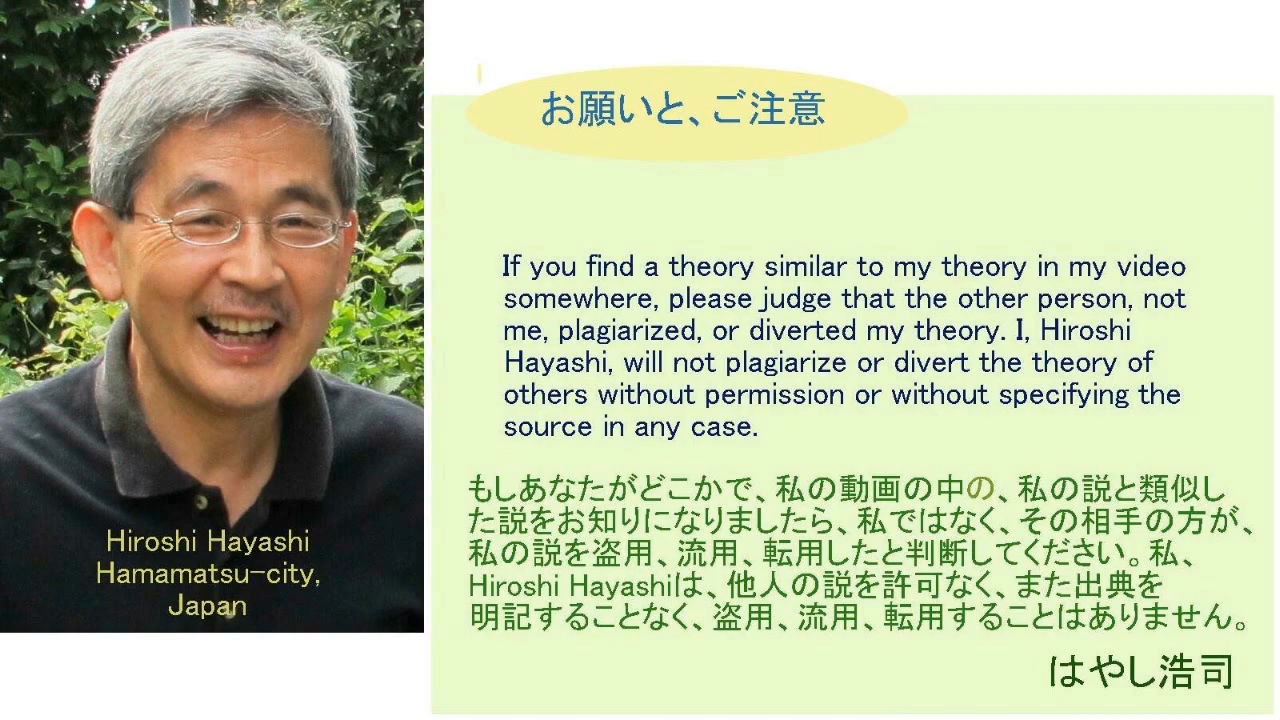 お願いと、ご注意
If you find a theory similar to my theory in my video
somewhere, please judge that the other person, not
me, plagiarized, or diverted my theory. I, Hiroshi
Hayashi, will not plagiarize or divert the theory of
others without permission or without specifying the
source in any case.
もしあなたがどこかで、私の動画の中の、私の説と類似し
た説をお知りになりましたら、私ではなく、その相手の方が、
私の説を盗用、流用、転用したと判断してください。私、
Hiroshi Hayashiは、他人の説を許可なく、また出典を
明記することなく、盗用、流用、転用することはありません。
はやし浩司
Hiroshi Hayashi
Hamamatsu-city,
Japan